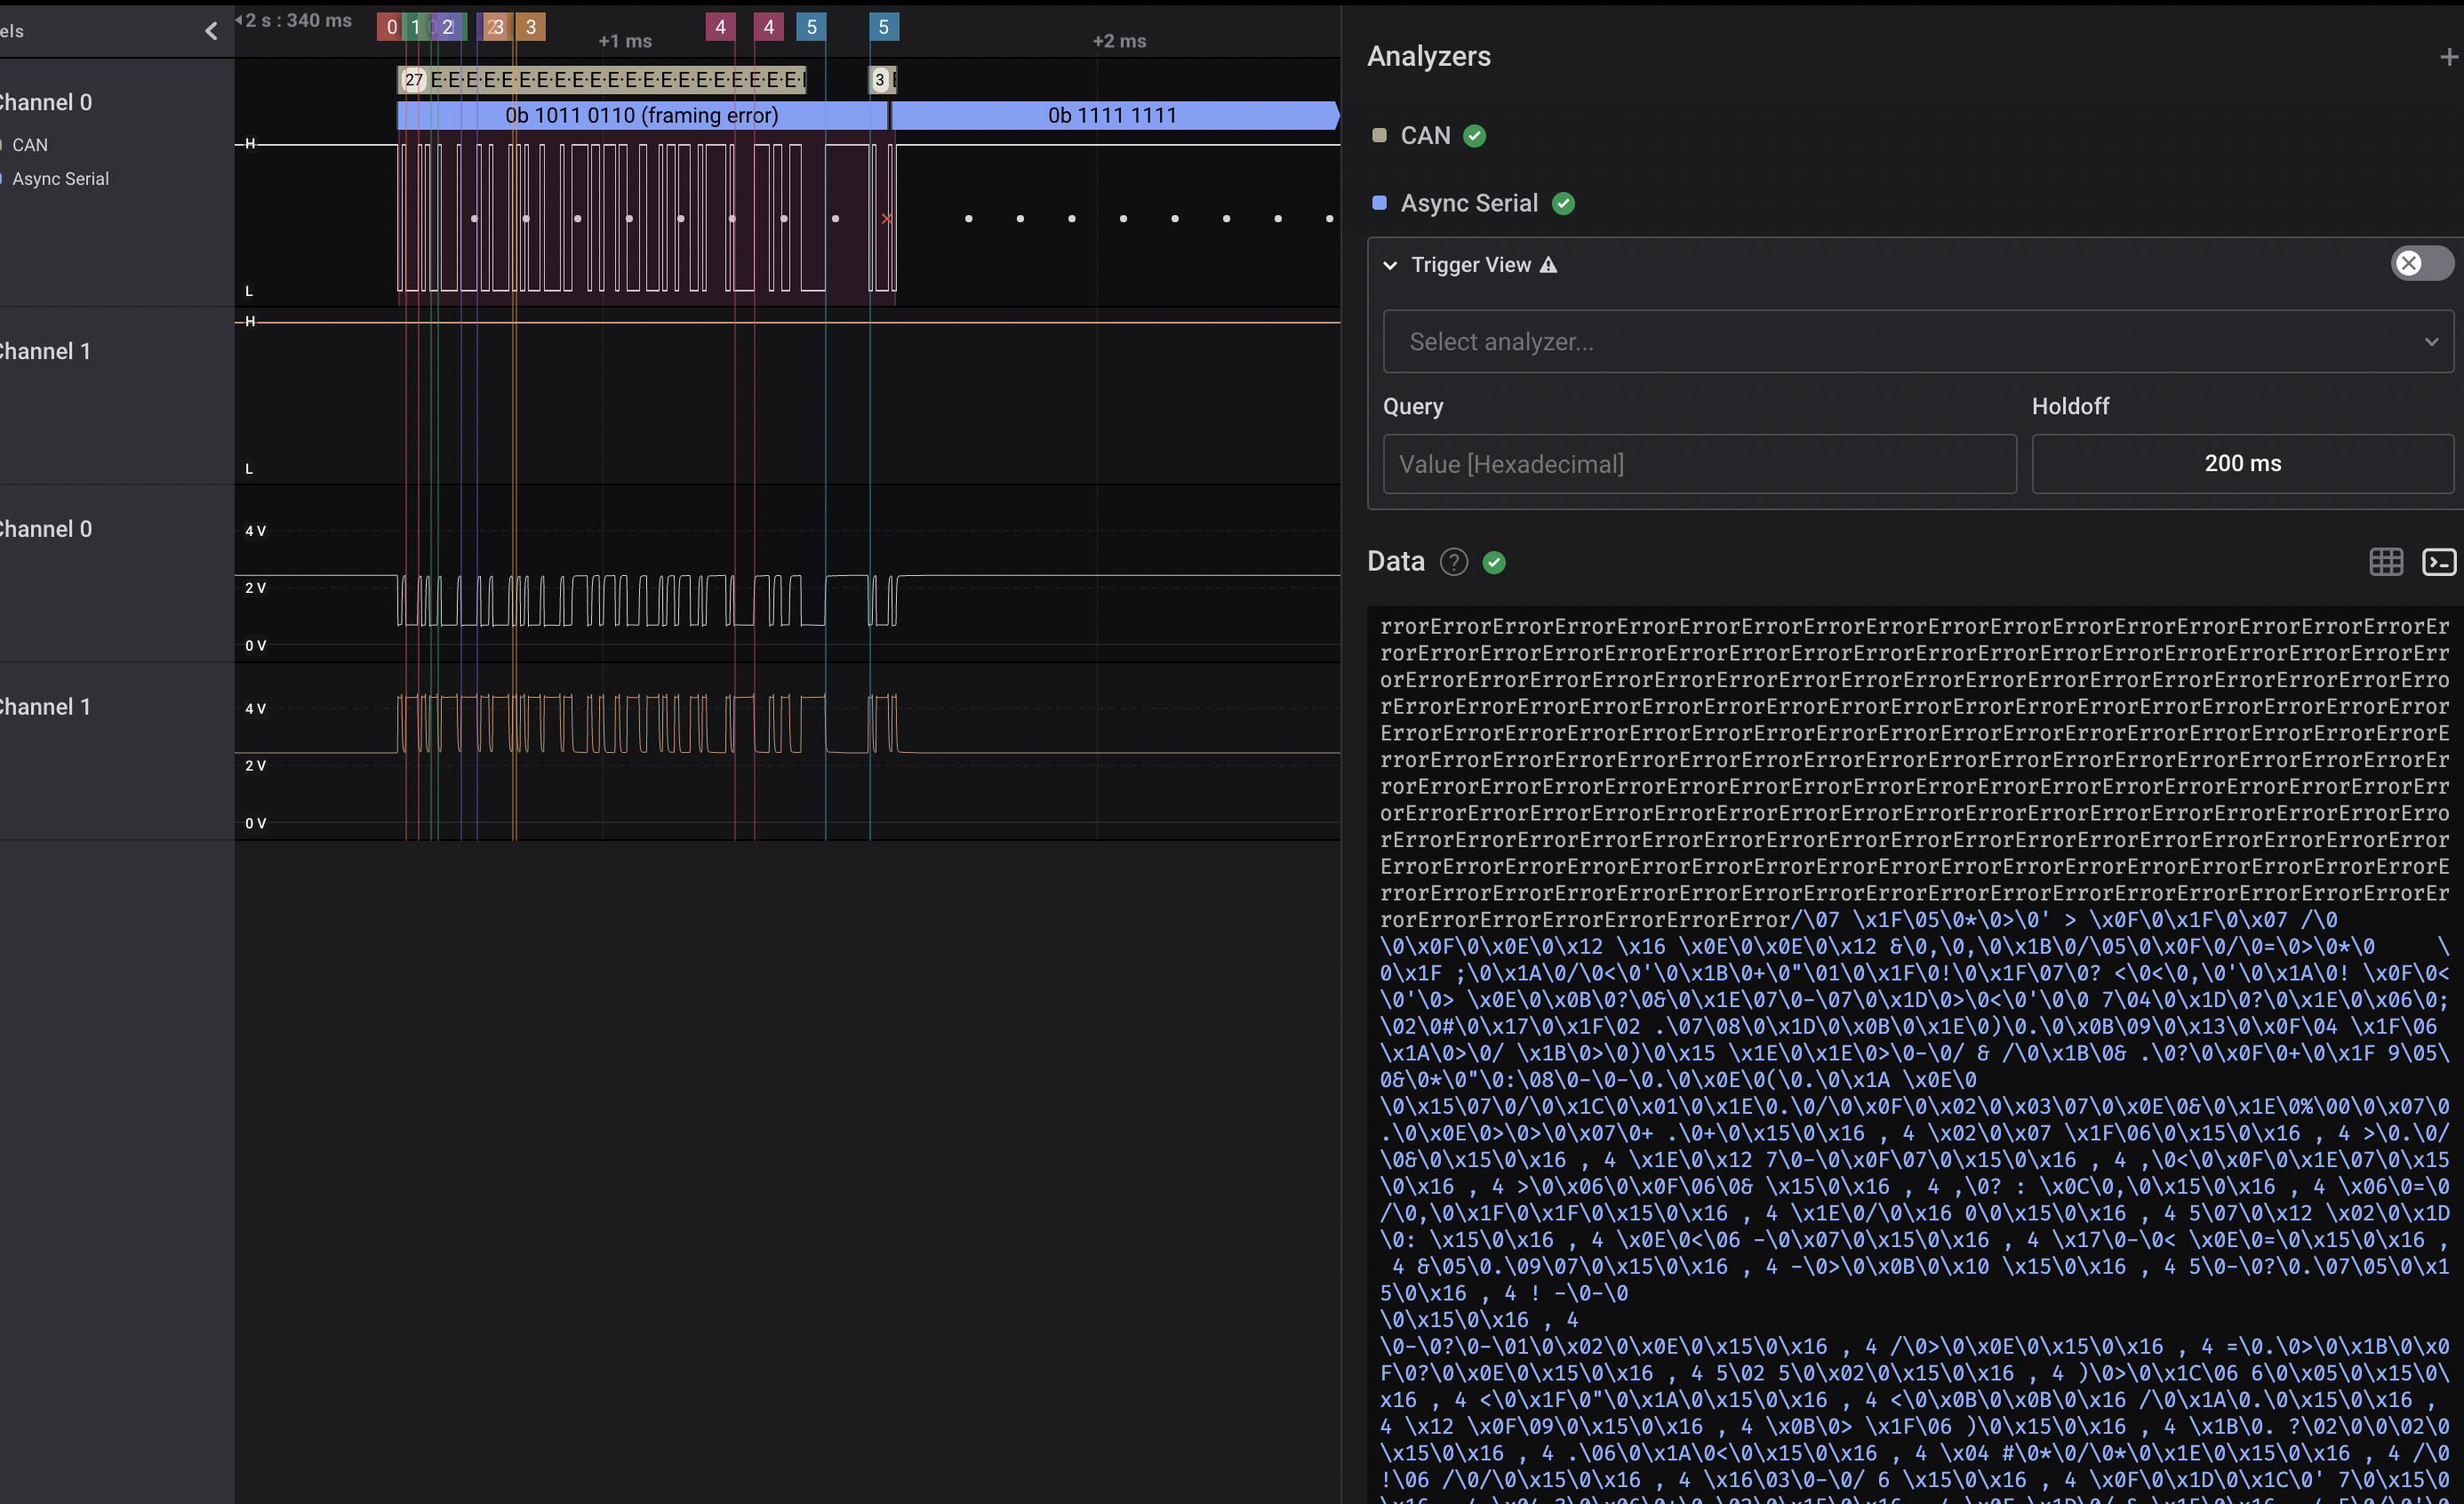 els
2 s : 340 ms
0
1
2
3
3
4
4
5
5
+1 ms
+2 ms
Channel 0
CAN
Async Serial
27
E·E·E·E·E·E·E·E·E·E·E·E·E·E·E·E·E·E·E·E·E·
3
0b 1011 0110 (framing error)
0b 1111 1111
H
L
Channel 1
H
L
Channel 0
4 V
2 V
0 V
Channel 1
4 V
2 V
0 V
Analyzers
CAN
Async Serial
Trigger View
Select analyzer...
Query
Holdoff
Value [Hexadecimal]
200 ms
Data
rrorErrorErrorErrorErrorErrorErrorErrorErrorErrorErrorErrorErrorErrorErrorErrorErrorEr
rorErrorErrorErrorErrorErrorErrorErrorErrorErrorErrorErrorErrorErrorErrorErrorErrorErr
orErrorErrorErrorErrorErrorErrorErrorErrorErrorErrorErrorErrorErrorErrorErrorErrorErro
rErrorErrorErrorErrorErrorErrorErrorErrorErrorErrorErrorErrorErrorErrorErrorErrorError
ErrorErrorErrorErrorErrorErrorErrorErrorErrorErrorErrorErrorErrorErrorErrorErrorErrorE
rrorErrorErrorErrorErrorErrorErrorErrorErrorErrorErrorErrorErrorErrorErrorErrorErrorEr
rorErrorErrorErrorErrorErrorErrorErrorErrorErrorErrorErrorErrorErrorErrorErrorErrorErr
orErrorErrorErrorErrorErrorErrorErrorErrorErrorErrorErrorErrorErrorErrorErrorErrorErro
rErrorErrorErrorErrorErrorErrorErrorErrorErrorErrorErrorErrorErrorErrorErrorErrorError
ErrorErrorErrorErrorErrorErrorErrorErrorErrorErrorErrorErrorErrorErrorErrorErrorErrorE
rrorErrorErrorErrorErrorErrorErrorErrorErrorErrorErrorErrorErrorErrorErrorErrorErrorEr
rorErrorErrorErrorErrorErrorError/\07 \x1F\05\0*\0>\0' > \x0F\0\x1F\0\x07 /\0
\0\x0F\0\x0E\0\x12 \x16 \x0E\0\x0E\0\x12 &\0,\0,\0\x1B\0/\05\0\x0F\0/\0=\0>\0*\0     \
0\x1F ;\0\x1A\0/\0<\0'\0\x1B\0+\0"\01\0\x1F\0!\0\x1F\07\0? <\0<\0,\0'\0\x1A\0! \x0F\0<
\0'\0> \x0E\0\x0B\0?\0&\0\x1E\07\0-\07\0\x1D\0>\0<\0'\0\0 7\04\0\x1D\0?\0\x1E\0\x06\0;
\02\0#\0\x17\0\x1F\02 .\07\08\0\x1D\0\x0B\0\x1E\0)\0.\0\x0B\09\0\x13\0\x0F\04 \x1F\06
\x1A\0>\0/ \x1B\0>\0)\0\x15 \x1E\0\x1E\0>\0-\0/ & /\0\x1B\0& .\0?\0\x0F\0+\0\x1F 9\05\
0&\0*\0"\0:\08\0-\0-\0.\0\x0E\0(\0.\0\x1A \x0E\0
\0\x15\07\0/\0\x1C\0\x01\0\x1E\0.\0/\0\x0F\0\x02\0\x03\07\0\x0E\0&\0\x1E\0%\00\0\x07\0
.\0\x0E\0>\0>\0\x07\0+ .\0+\0\x15\0\x16 , 4 \x02\0\x07 \x1F\06\0\x15\0\x16 , 4 >\0.\0/
\0&\0\x15\0\x16 , 4 \x1E\0\x12 7\0-\0\x0F\07\0\x15\0\x16 , 4 ,\0<\0\x0F\0\x1E\07\0\x15
\0\x16 , 4 >\0\x06\0\x0F\06\0& \x15\0\x16 , 4 ,\0? : \x0C\0,\0\x15\0\x16 , 4 \x06\0=\0
/\0,\0\x1F\0\x1F\0\x15\0\x16 , 4 \x1E\0/\0\x16 0\0\x15\0\x16 , 4 5\07\0\x12 \x02\0\x1D
\0: \x15\0\x16 , 4 \x0E\0<\06 -\0\x07\0\x15\0\x16 , 4 \x17\0-\0< \x0E\0=\0\x15\0\x16 ,
4 &\05\0.\09\07\0\x15\0\x16 , 4 -\0>\0\x0B\0\x10 \x15\0\x16 , 4 5\0-\0?\0.\07\05\0\x1
5\0\x16 , 4 ! -\0-\0
\0\x15\0\x16 , 4
\0-\0?\0-\01\0\x02\0\x0E\0\x15\0\x16 , 4 /\0>\0\x0E\0\x15\0\x16 , 4 =\0.\0>\0\x1B\0\x0
F\0?\0\x0E\0\x15\0\x16 , 4 5\02 5\0\x02\0\x15\0\x16 , 4 )\0>\0\x1C\06 6\0\x05\0\x15\0\
x16 , 4 <\0\x1F\0"\0\x1A\0\x15\0\x16 , 4 <\0\x0B\0\x0B\0\x16 /\0\x1A\0.\0\x15\0\x16 ,
4 \x12 \x0F\09\0\x15\0\x16 , 4 \x0B\0> \x1F\06 )\0\x15\0\x16 , 4 \x1B\0. ?\02\0\0\02\0
\x15\0\x16 , 4 .\06\0\x1A\0<\0\x15\0\x16 , 4 \x04 #\0*\0/\0*\0\x1E\0\x15\0\x16 , 4 /\0
!\06 /\0/\0\x15\0\x16 , 4 \x16\03\0-\0/ 6 \x15\0\x16 , 4 \x0F\0\x1D\0\x1C\0' 7\0\x15\0